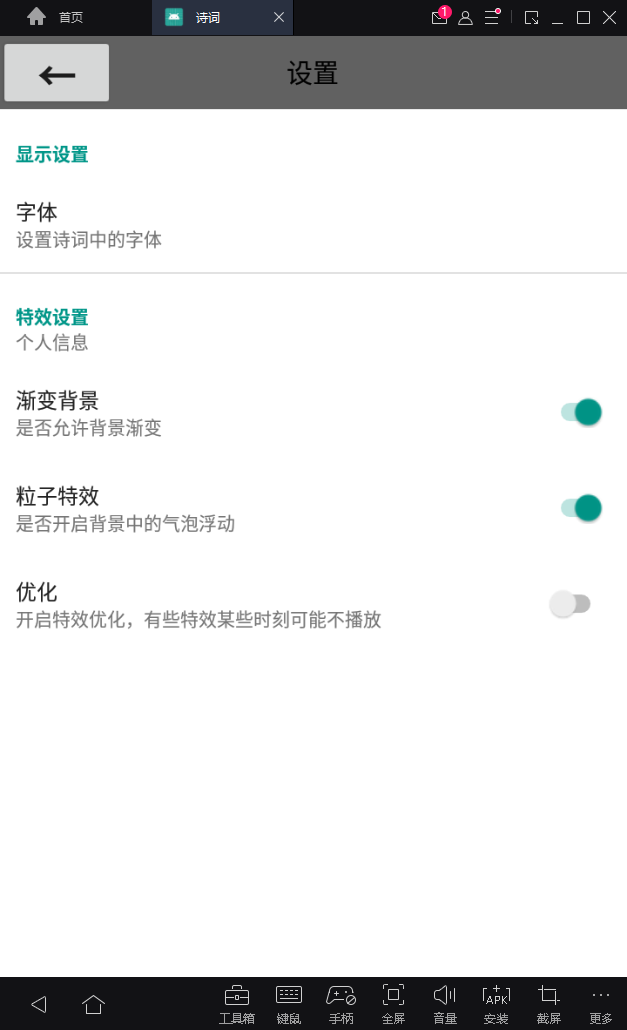 首页
诗词
1
设置
显示设置
字体
设置诗词中的字体
特效设置
个人信息
渐变背景
是否允许背景渐变
粒子特效
是否开启背景中的气泡浮动
优化
开启特效优化，有些特效某些时刻可能不播放
APK
工具箱 键鼠 手柄 全屏 音量 安装 截屏 更多